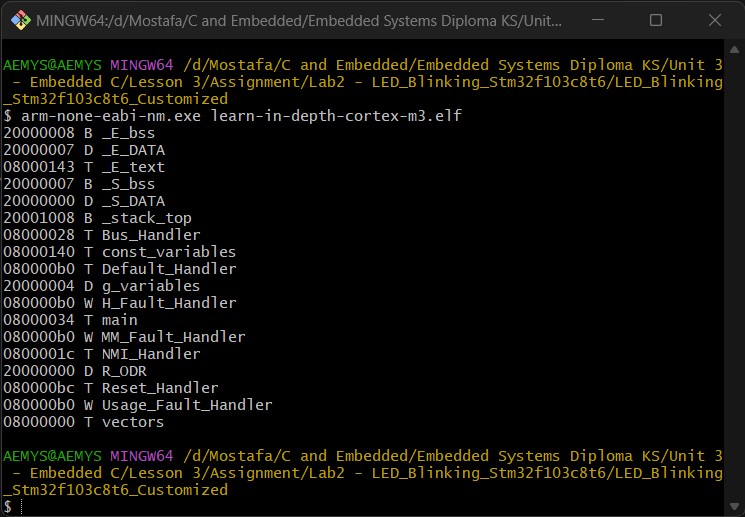 MINGW64:/d/Mostafa/C and Embedded/Embedded Systems Diploma KS/Unit...
AEMYS@AEMYS MINGW64 /d/Mostafa/C and Embedded/Embedded Systems Diploma KS/Unit 3
 - Embedded C/Lesson 3/Assignment/Lab2 - LED_Blinking_Stm32f103c8t6/LED_Blinking
_Stm32f103c8t6_Customized
$ arm-none-eabi-nm.exe learn-in-depth-cortex-m3.elf
20000008 B _E_bss
20000007 D _E_DATA
08000143 T _E_text
20000007 B _S_bss
20000000 D _S_DATA
20001008 B _stack_top
08000028 T Bus_Handler
08000140 T const_variables
080000b0 T Default_Handler
20000004 D g_variables
080000b0 W H_Fault_Handler
08000034 T main
080000b0 W MM_Fault_Handler
0800001c T NMI_Handler
20000000 D R_ODR
080000bc T Reset_Handler
080000b0 W Usage_Fault_Handler
08000000 T vectors
AEMYS@AEMYS MINGW64 /d/Mostafa/C and Embedded/Embedded Systems Diploma KS/Unit 3
 - Embedded C/Lesson 3/Assignment/Lab2 - LED_Blinking_Stm32f103c8t6/LED_Blinking
_Stm32f103c8t6_Customized
$